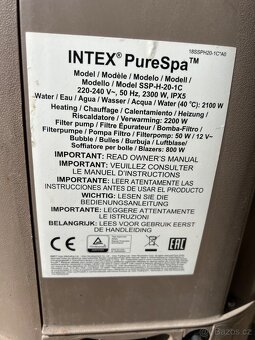 18SSPH20-1C*A0
INTEX® PureSpa™
Model / Modèle / Modelo / Modell /
Modello / Model SSP-H-20-1C
220-240 V~, 50 Hz, 2300 W, IPX5
Water / Eau / Agua / Wasser / Acqua / Water (40 °C): 2100 W
Heating / Chauffage / Calentamiento / Heizung /
Riscaldatore / Verwarming: 2200 W
Filter pump / Filtre Épurateur / Bomba-Filtro /
Filterpumpe / Pompa Filtro / Filterpomp: 50 W / 12 V~
Bubble / Bulles / Burbuja / Luftblase/
Soffiatore per bolle / Blazers: 800 W
IMPORTANT: READ OWNER'S MANUAL
IMPORTANT: VEUILLEZ CONSULTER
LE MANUEL D'INSTRUCTIONS
IMPORTANTE: LEER ATENTAMENTE LAS
INSTRUCCIONES ANTES DE USAR
WICHTIG: LESEN SIE DIE
BEDIENUNGSANLEITUNG
IMPORTANTE: LEGGERE ATTENTAMENTE
LE ISTRUZIONI
BELANGRIJK: LEES VOOR GEBRUIK EERST
DE HANDLEIDING
CE
EAC
Bazoš.cz